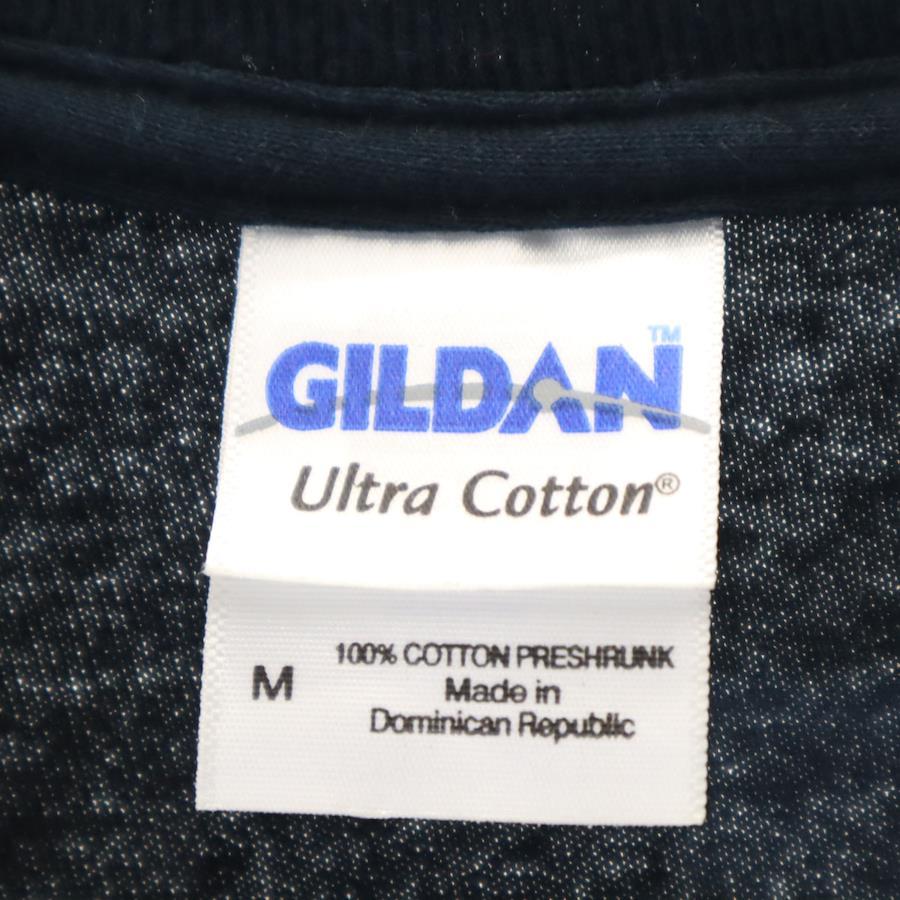 GILDAN™
Ultra Cotton®
M
100% COTTON PRESHRUNK
Made in
Dominican Republic